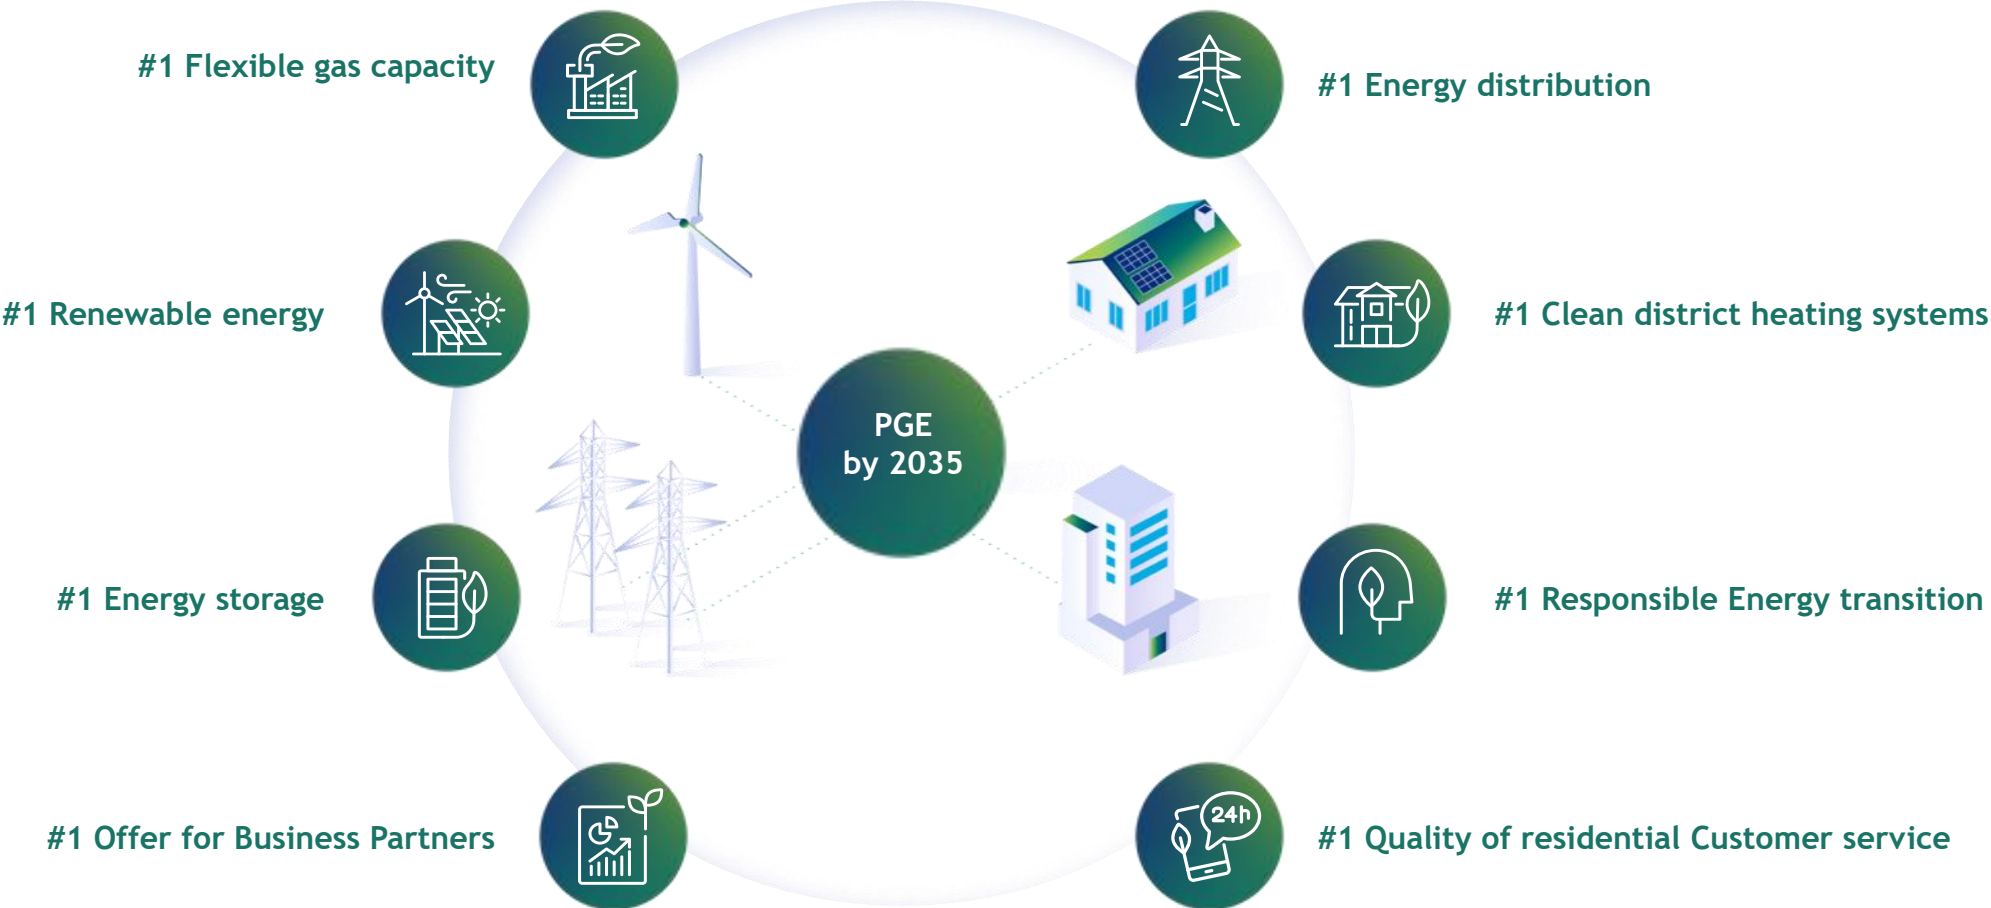 #1 Flexible gas capacity
#1 Energy distribution
#1 Renewable energy
#1 Clean district heating systems
PGE
by 2035
#1 Energy storage
#1 Responsible Energy transition
#1 Offer for Business Partners
24h
#1 Quality of residential Customer service